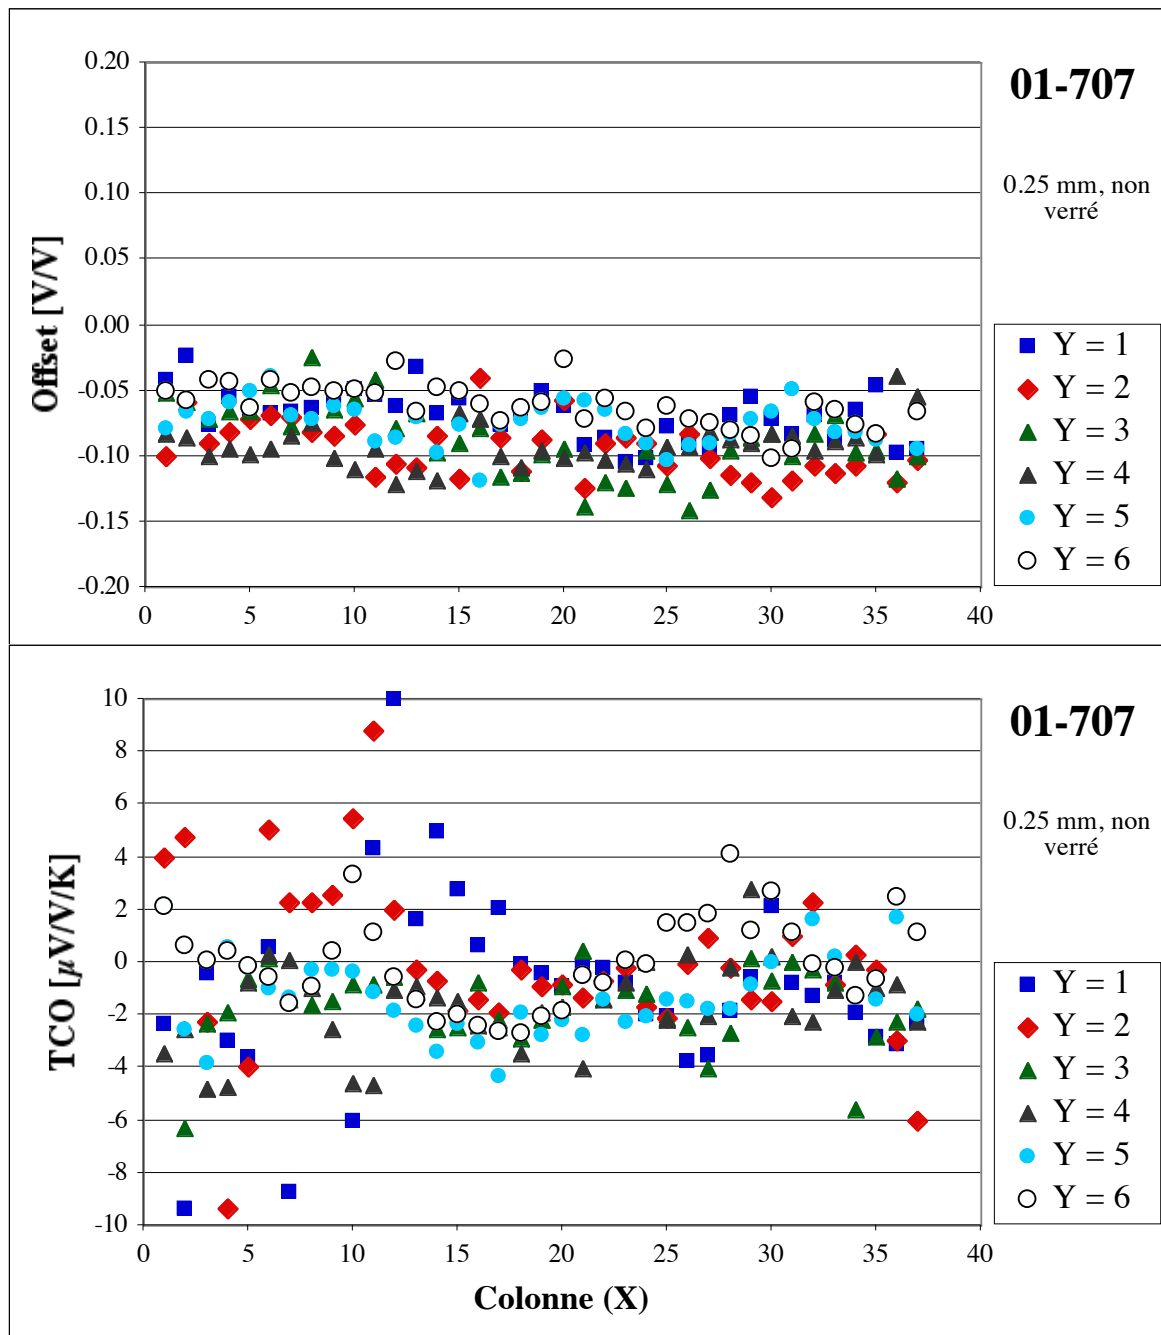 0.20
0.15
0.10
0.05
0.00
-0.05
-0.10
-0.15
-0.20
Offset [V/V]
0 5 10 15 20 25 30 35 40
01-707
0.25 mm, non
verré
Y = 1
Y = 2
Y = 3
Y = 4
Y = 5
Y = 6
10
8
6
4
2
0
-2
-4
-6
-8
-10
TCO [µV/V/K]
0 5 10 15 20 25 30 35 40
Colonne (X)
01-707
0.25 mm, non
verré
Y = 1
Y = 2
Y = 3
Y = 4
Y = 5
Y = 6